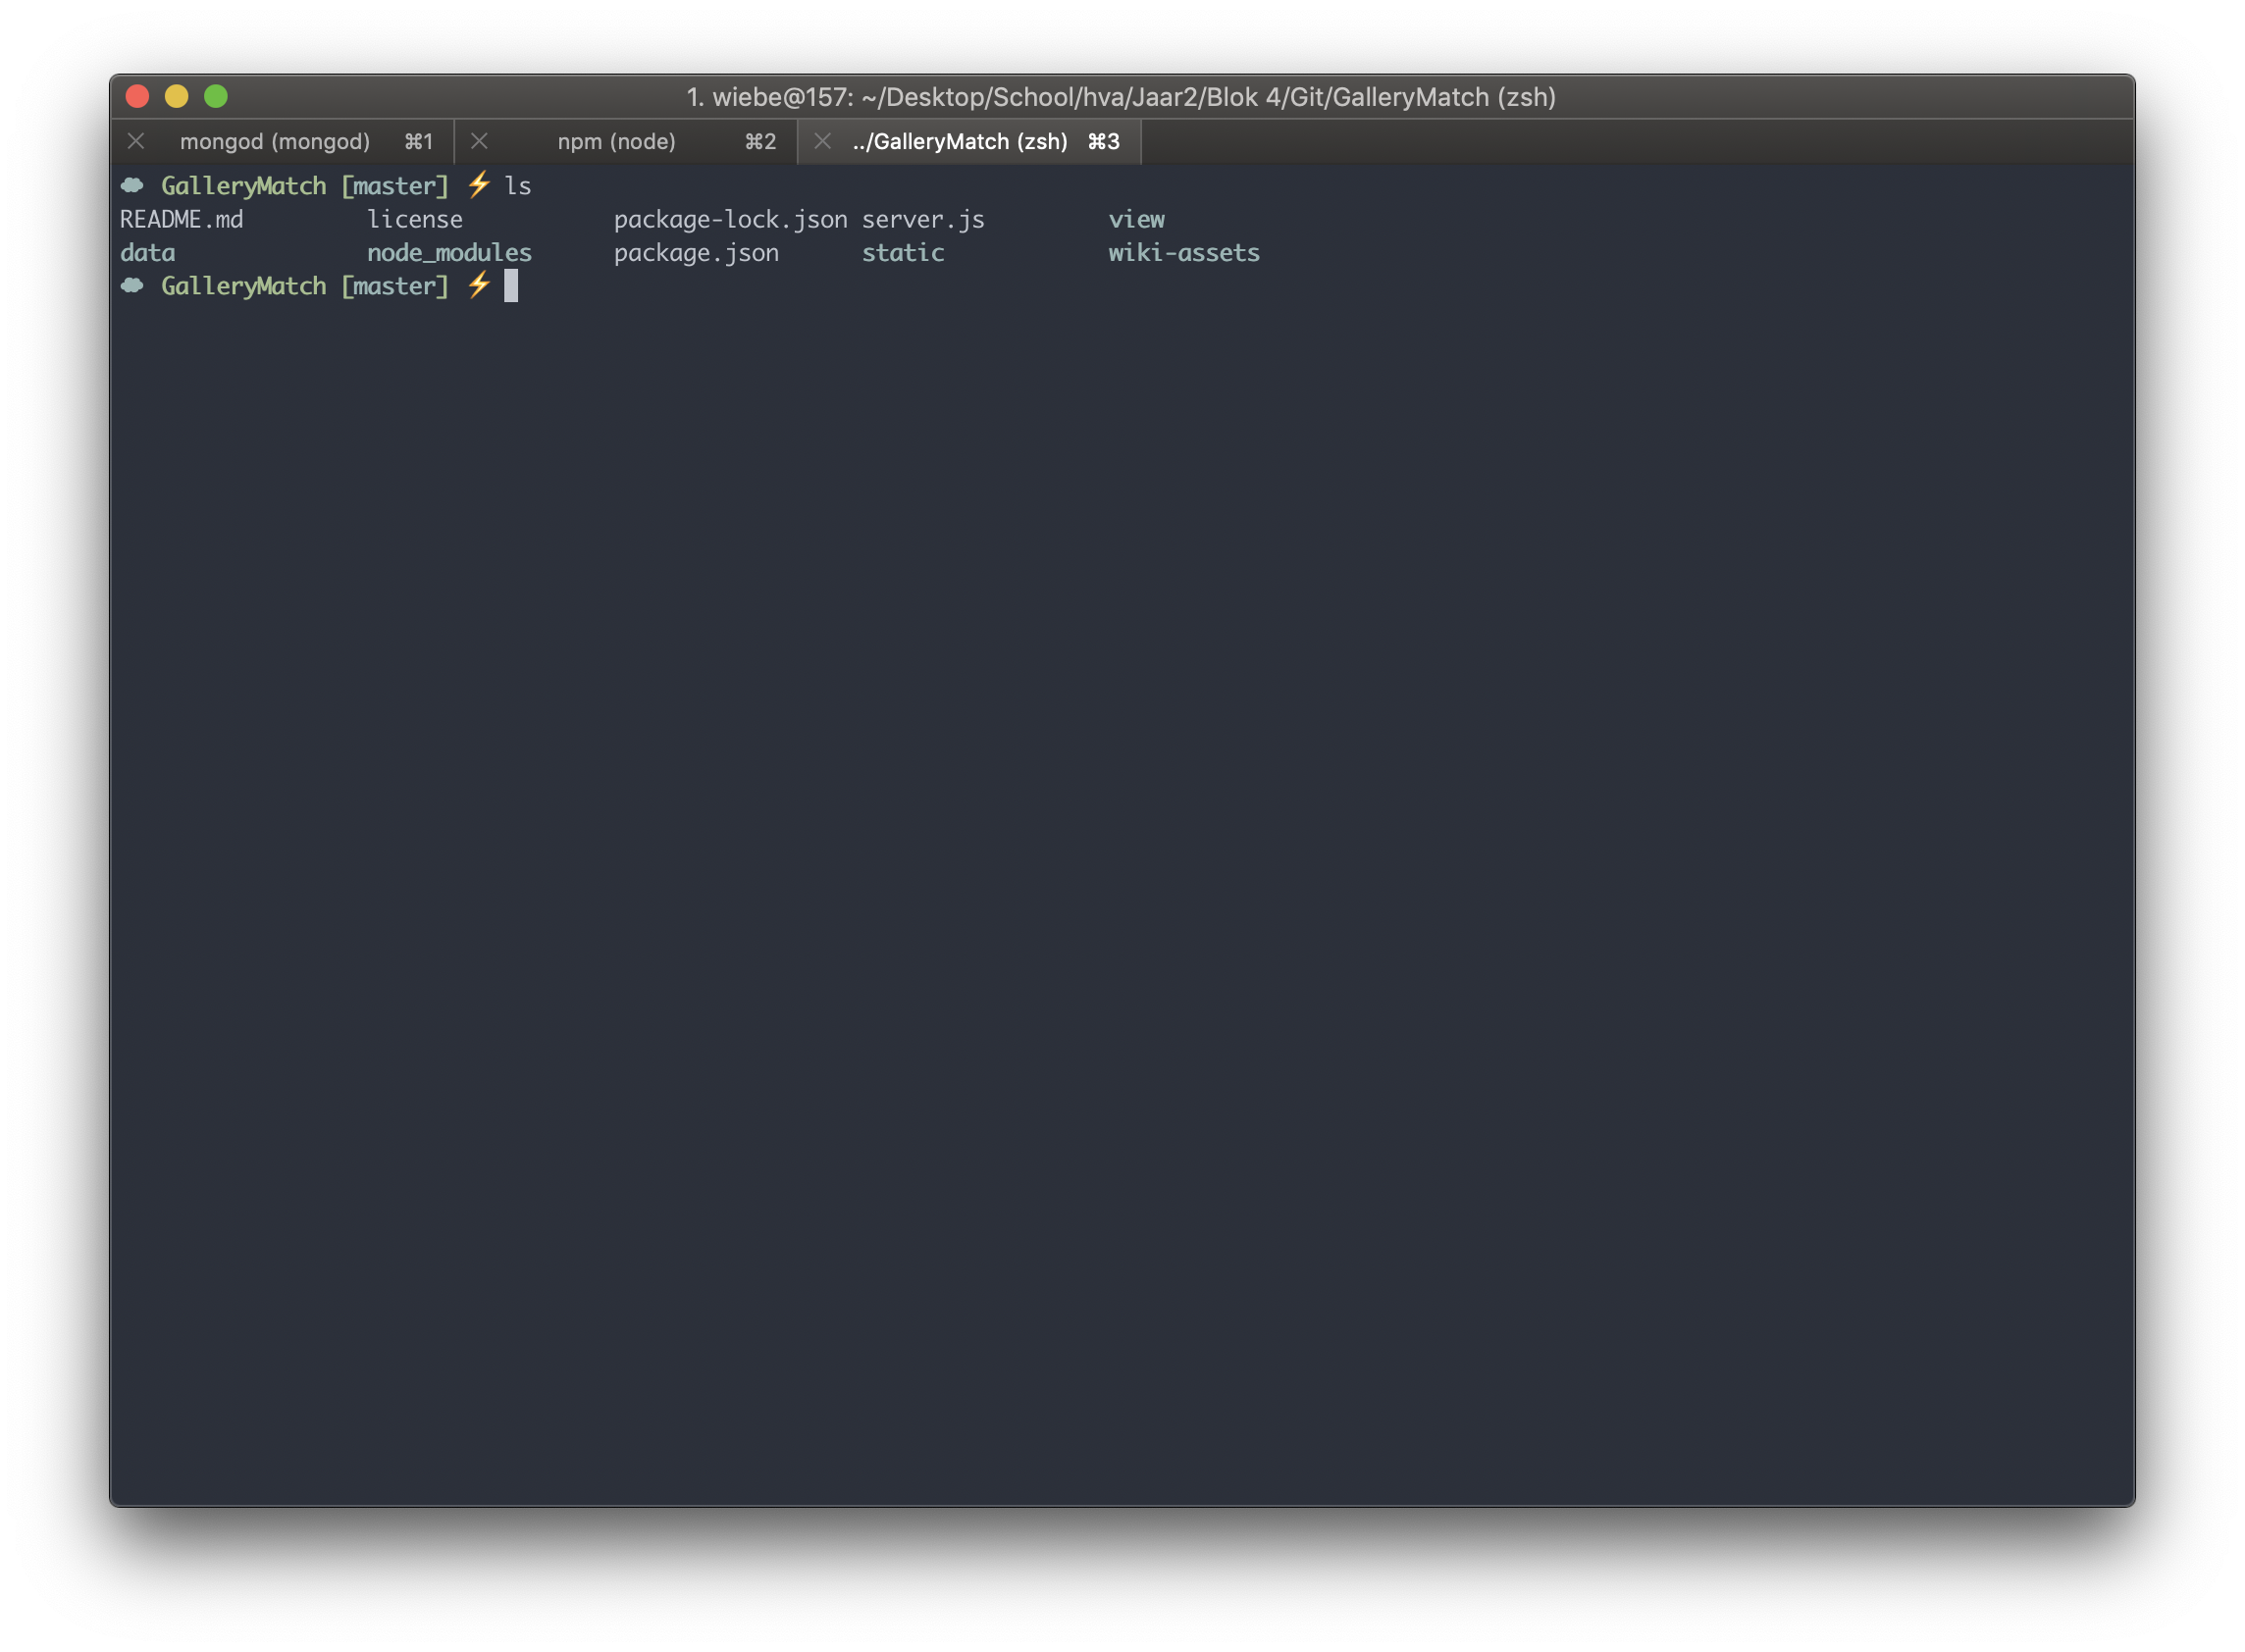 1. wiebe@157: ~/Desktop/School/hva/Jaar2/Blok 4/Git/GalleryMatch (zsh)
mongod (mongod) ⌘1 npm (node) ⌘2 ../GalleryMatch (zsh) ⌘3
GalleryMatch [master] ⚡ ls
README.md license package-lock.json server.js view
data node_modules package.json static wiki-assets
GalleryMatch [master] ⚡